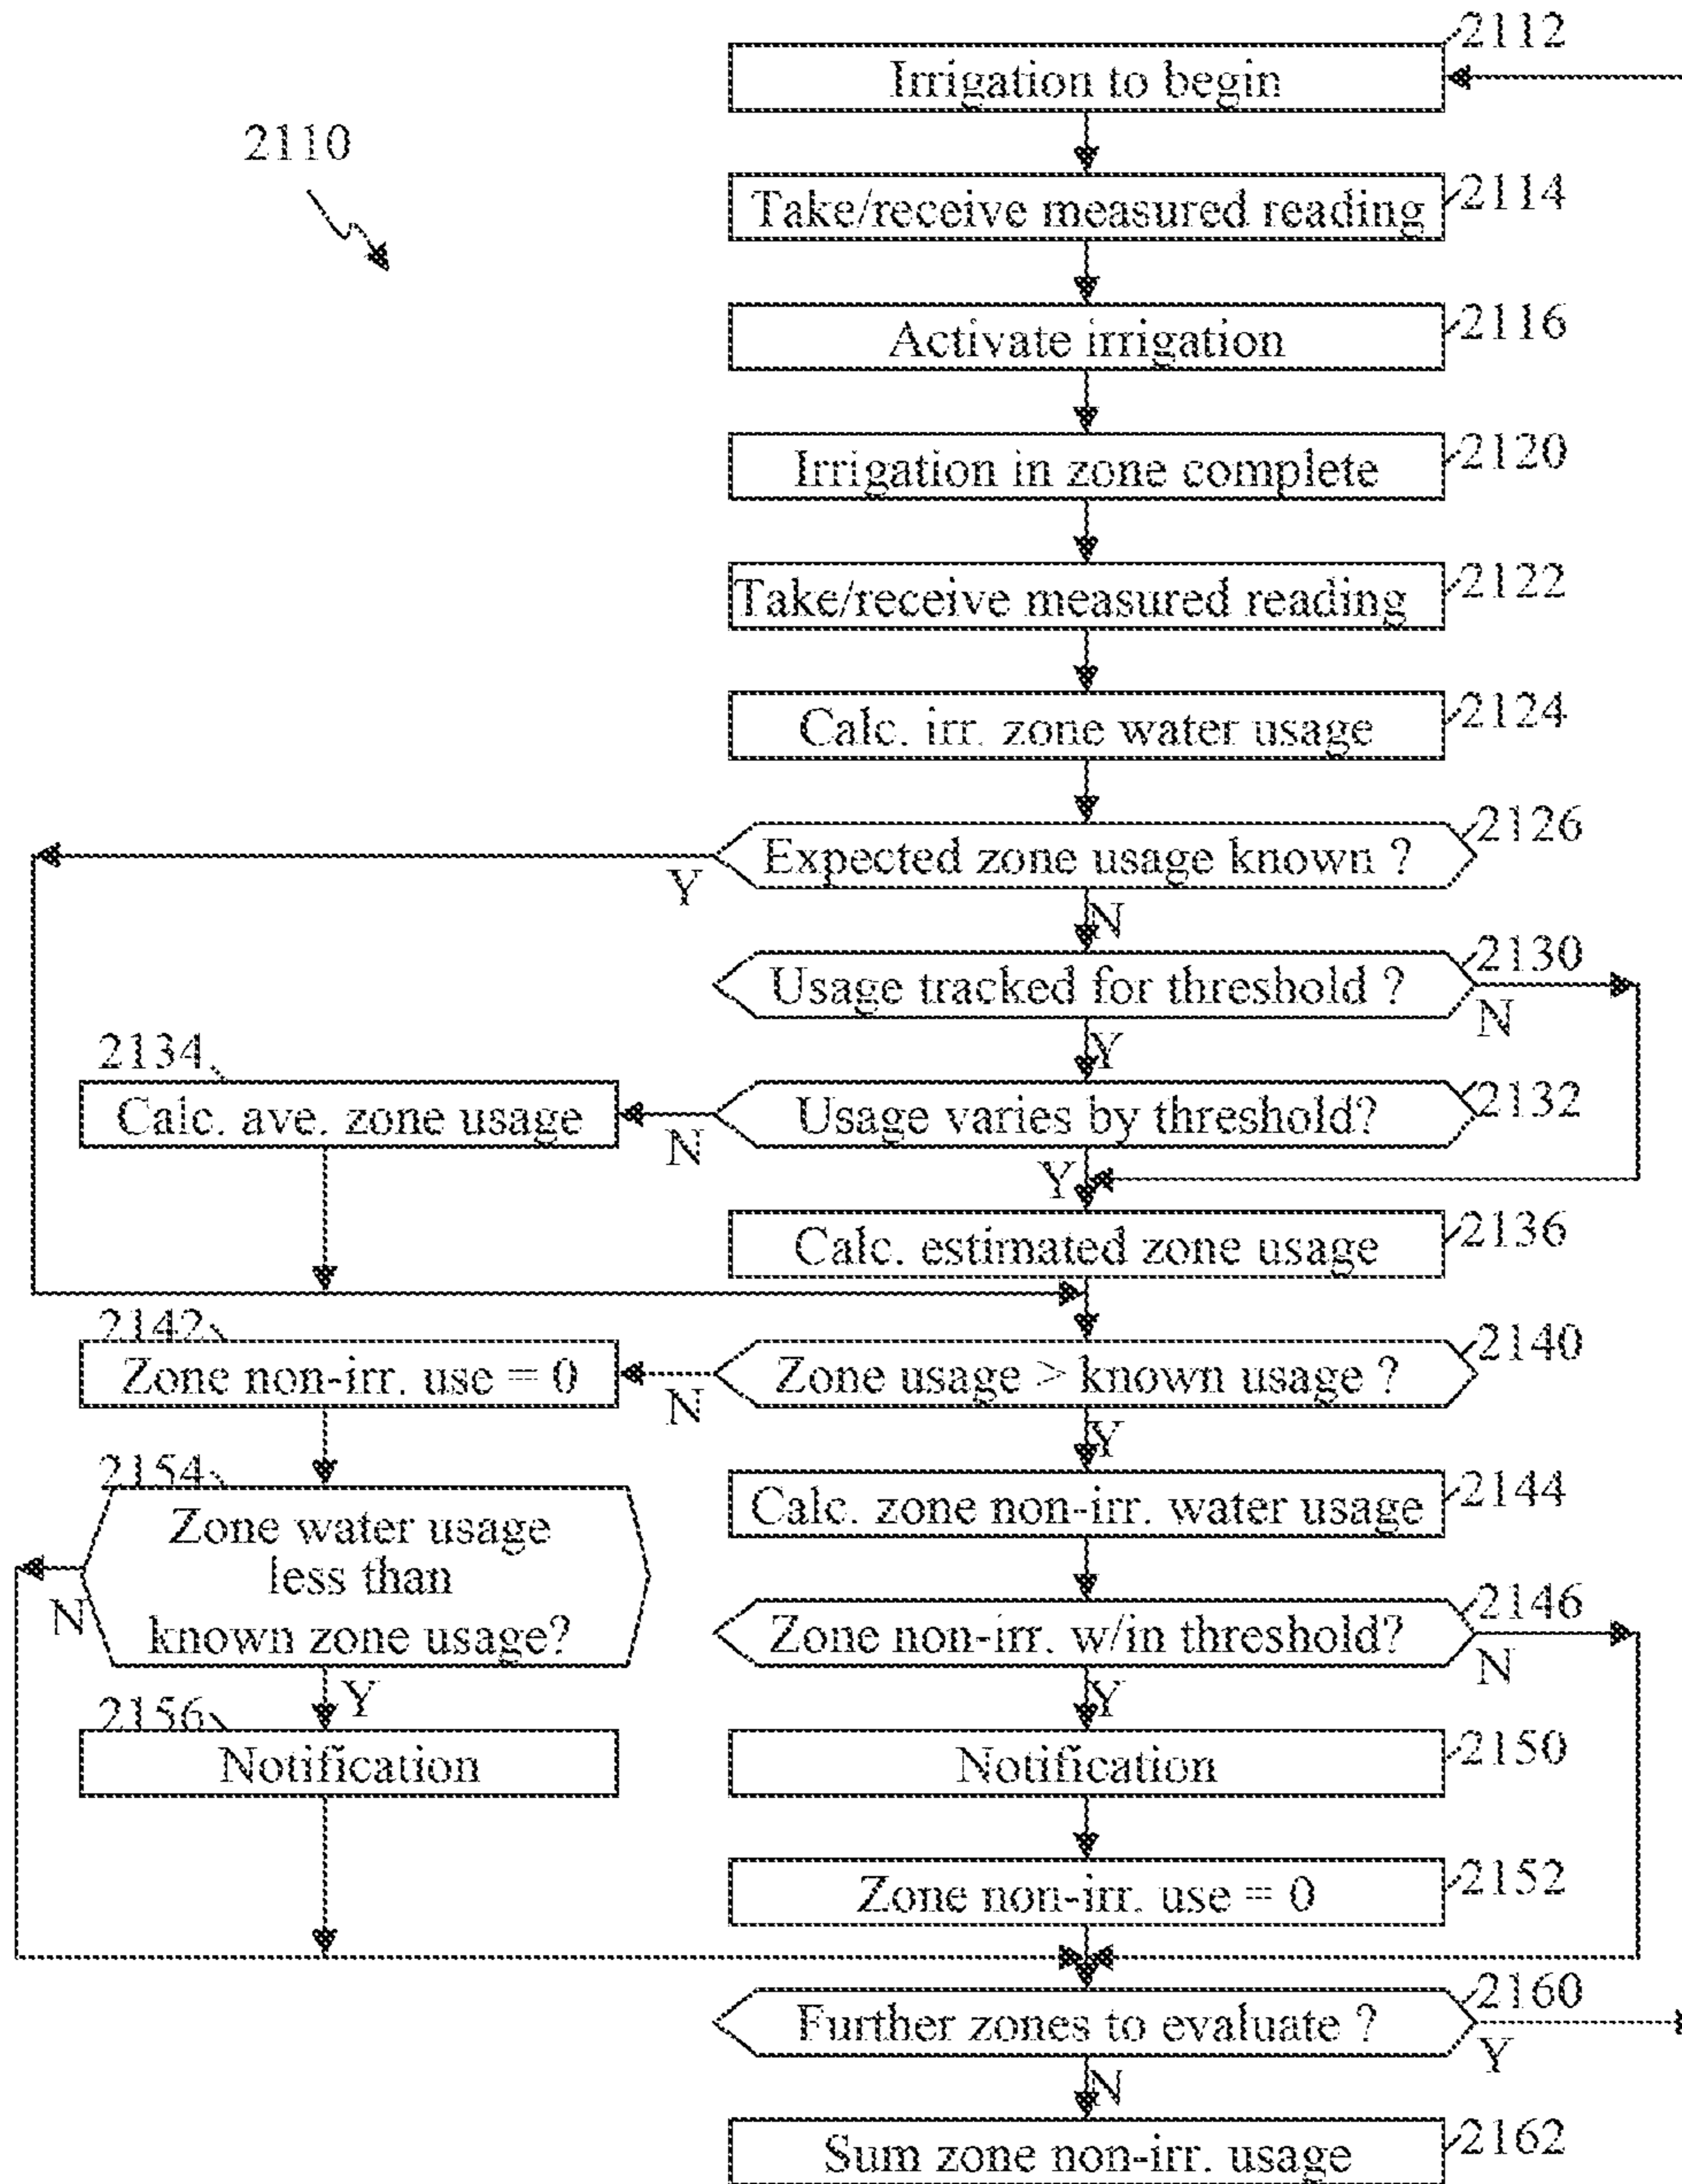 2112
Irrigation to begin
2110
Take/receive measured reading
2114
Activate irrigation
2116
Irrigation in zone complete
2120
Take/receive measured reading
2122
Calc. irr. zone water usage
2124
Expected zone usage known ?
2126
Y
N
Usage tracked for threshold ?
2130
N
Y
2134
Calc. ave. zone usage
Usage varies by threshold?
2132
N
Y
Calc. estimated zone usage
2136
2142
Zone non-irr. use = 0
Zone usage > known usage ?
2140
N
Y
2154
Zone water usage
less than
known zone usage?
N
Y
Calc. zone non-irr. water usage
2144
Zone non-irr. w/in threshold?
2146
N
Y
2156
Notification
Notification
2150
Zone non-irr. use = 0
2152
Further zones to evaluate ?
2160
Y
N
Sum zone non-irr. usage
2162